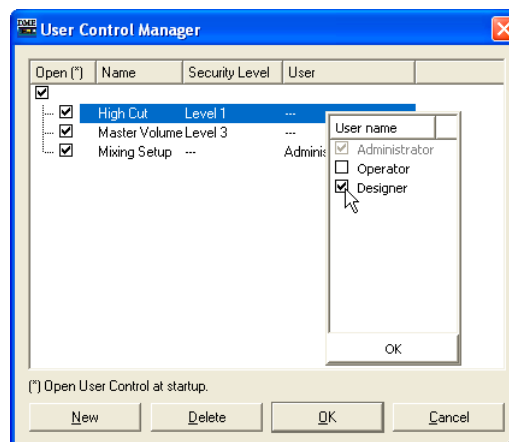 DME User Control Manager
Open (*) Name Security Level User
High Cut Level 1 ---
Master Volume Level 3 ---
Mixing Setup --- Adminis
User name
Administrator
Operator
Designer
OK
(*) Open User Control at startup.
New Delete OK Cancel